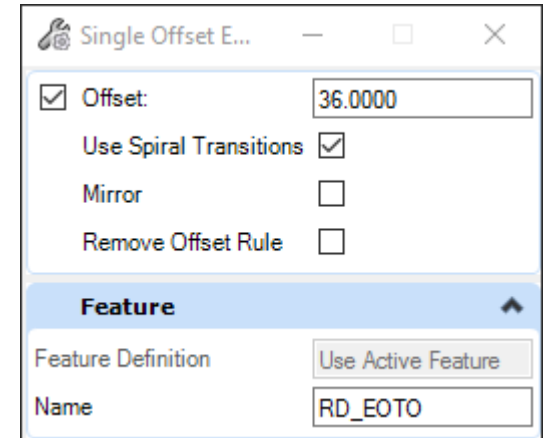 Single Offset E...
Offset: 36.0000
Use Spiral Transitions
Mirror
Remove Offset Rule
Feature
Feature Definition Use Active Feature
Name RD_EOTO